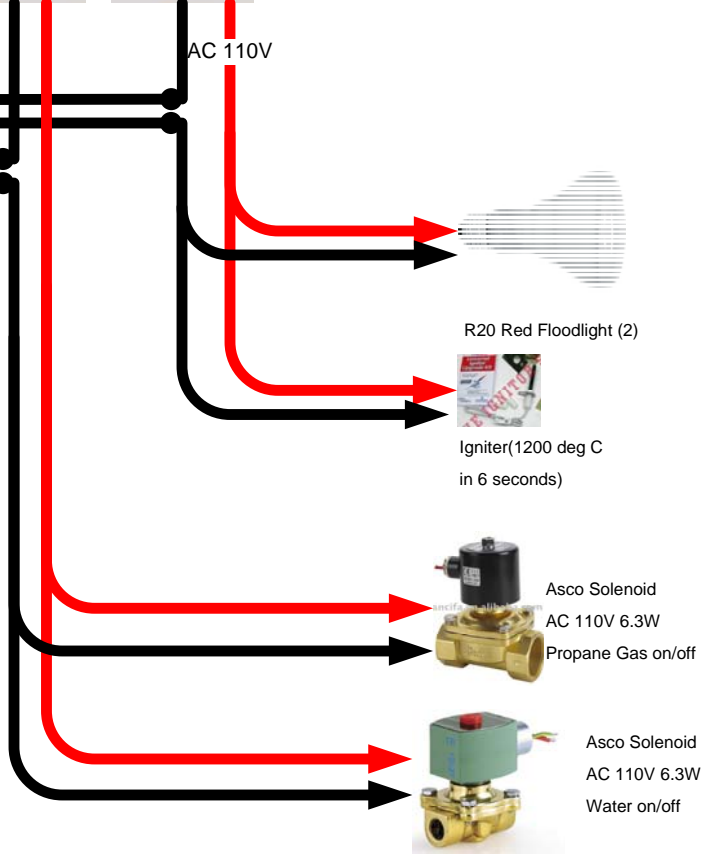 AC 110V
R20 Red Floodlight (2)
Igniter(1200 deg C
in 6 seconds)
Asco Solenoid
AC 110V 6.3W
Propane Gas on/off
Asco Solenoid
AC 110V 6.3W
Water on/off